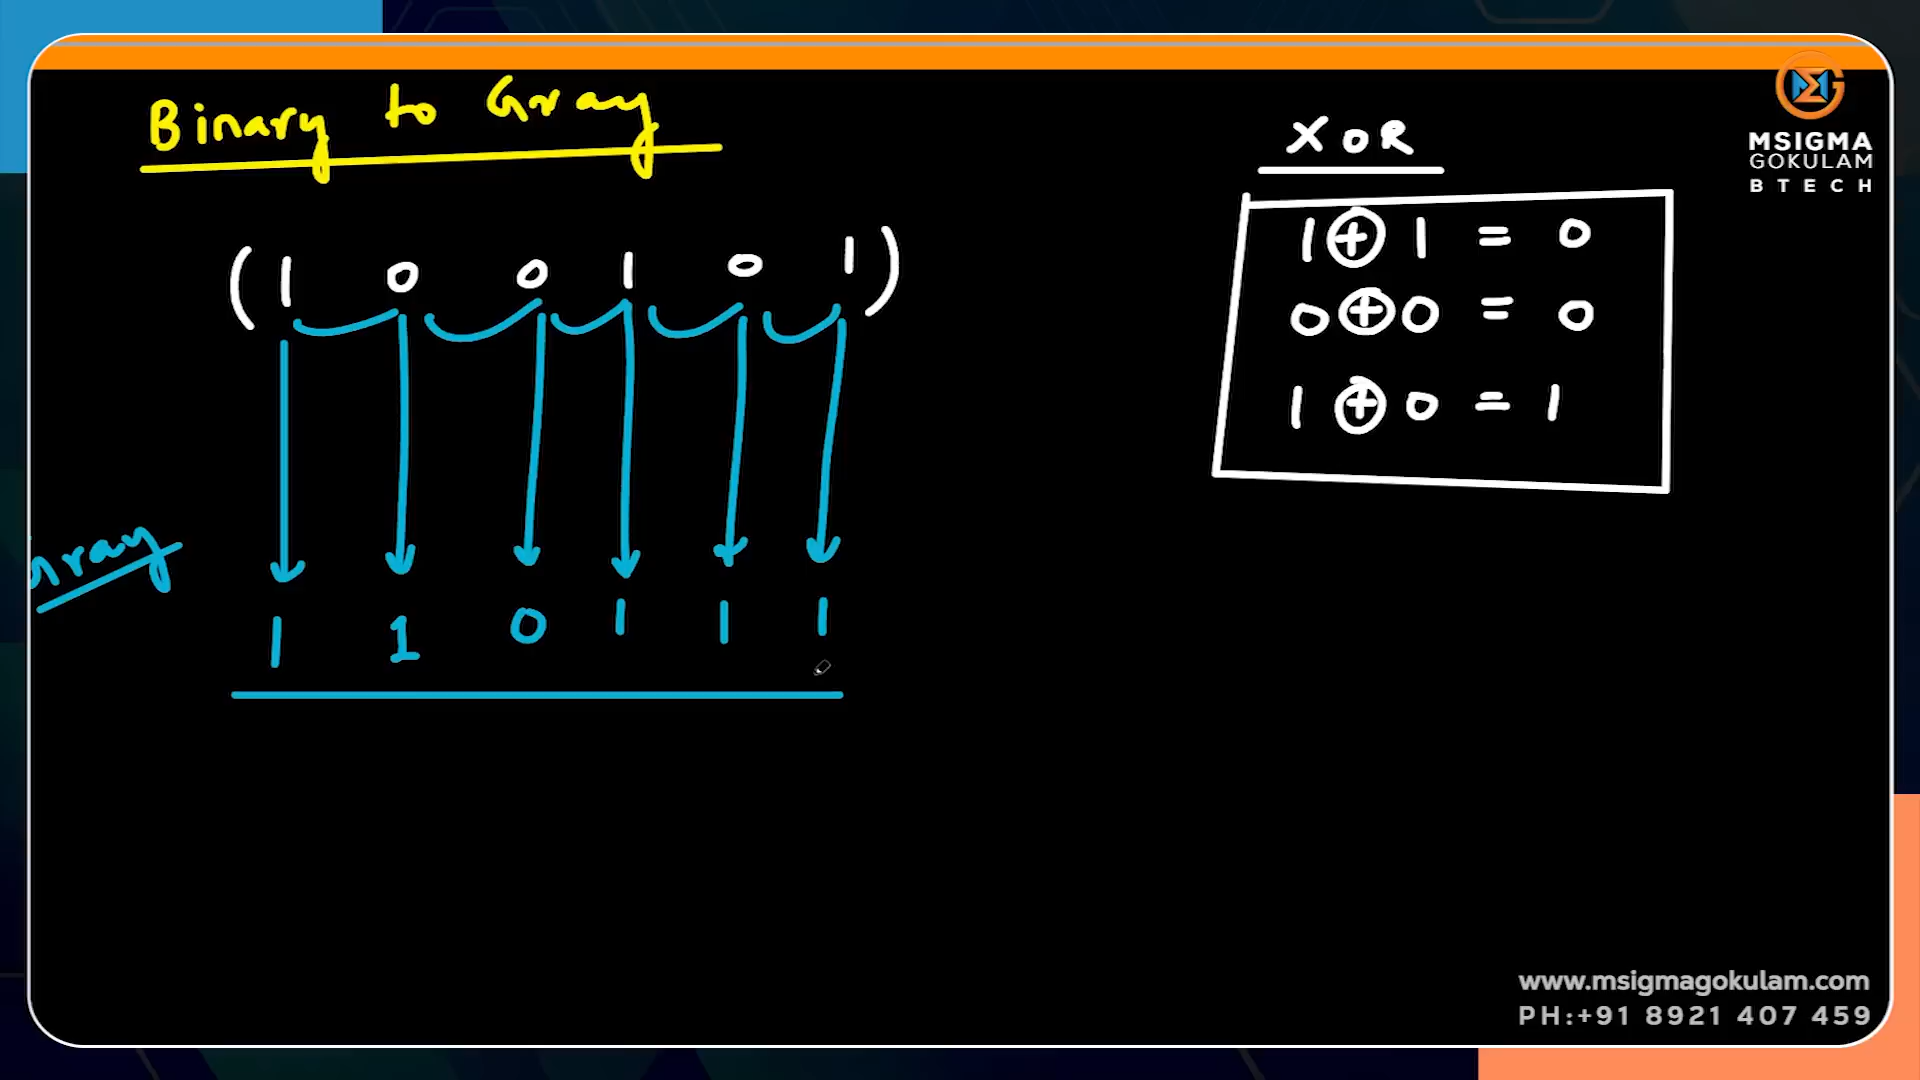 Binary to Gray
(1 0 0 1 0 1)
Gray
1 1 0 1 1 1
XOR
1 ⊕ 1 = 0
0 ⊕ 0 = 0
1 ⊕ 0 = 1
MSIGMA
GOKULAM
BTECH
www.msigmagokulam.com
PH:+91 8921 407 459